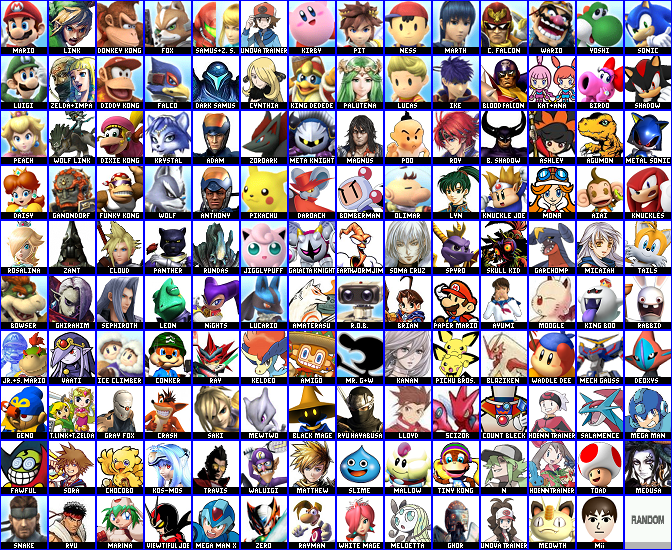 MARIO LINK DONKEY KONG FOX SAMUS+Z.S. UNOVA TRAINER KIRBY PIT NESS MARTH C. FALCON WARIO YOSHI SONIC
LUIGI ZELDA+IMPA DIDDY KONG FALCO DARK SAMUS CYNTHIA KING DEDEDE PALUTENA LUCAS IKE BLOOD FALCON KAT+ANA BIRDO SHADOW
PEACH WOLF LINK DIXIE KONG KRYSTAL ADAM ZOROARK META KNIGHT MAGNUS POO ROY B. SHADOW ASHLEY AGUMON METAL SONIC
DAISY GANONDORF FUNKY KONG WOLF ANTHONY PIKACHU DAROACH BOMBERMAN OLIMAR LYN KNUCKLE JOE MONA AIAI KNUCKLES
ROSALINA ZANT CLOUD PANTHER RUNDAS JIGGLYPUFF GALACTA KNIGHT EARTHWORM JIM SOMA CRUZ SPYRO SKULL KID GARCHOMP MICAIAH TAILS
BOWSER GHIRAHIM SEPHIROTH LEON NiGHTS LUCARIO AMATERASU R.O.B. BRIAN PAPER MARIO AYUMI MOOGLE KING BOO RABBID
JR.+S. MARIO VAATI ICE CLIMBER CONKER RAY KELDEO AMIGO MR. G+W KANAN PICHU BROS. BLAZIKEN WADDLE DEE MECH GAUSS DEOXYS
GENO T.LINK+T.ZELDA GRAY FOX CRASH SAKI MEWTWO BLACK MAGE RYU HAYABUSA LLOYD SCIZOR COUNT BLECK HOENN TRAINER SALAMENCE MEGA MAN
FAWFUL SORA CHOCOBO KOS-MOS TRAVIS WALUIGI MATTHEW SLIME MALLOW TINY KONG N HOENNTRAINER TOAD MEDUSA
SNAKE RYU MARINA VIEWTIFUL JOE MEGA MAN X ZERO RAYMAN WHITE MAGE MELOETTA GHOR UNOVA TRAINER MEOWTH Mii RANDOM